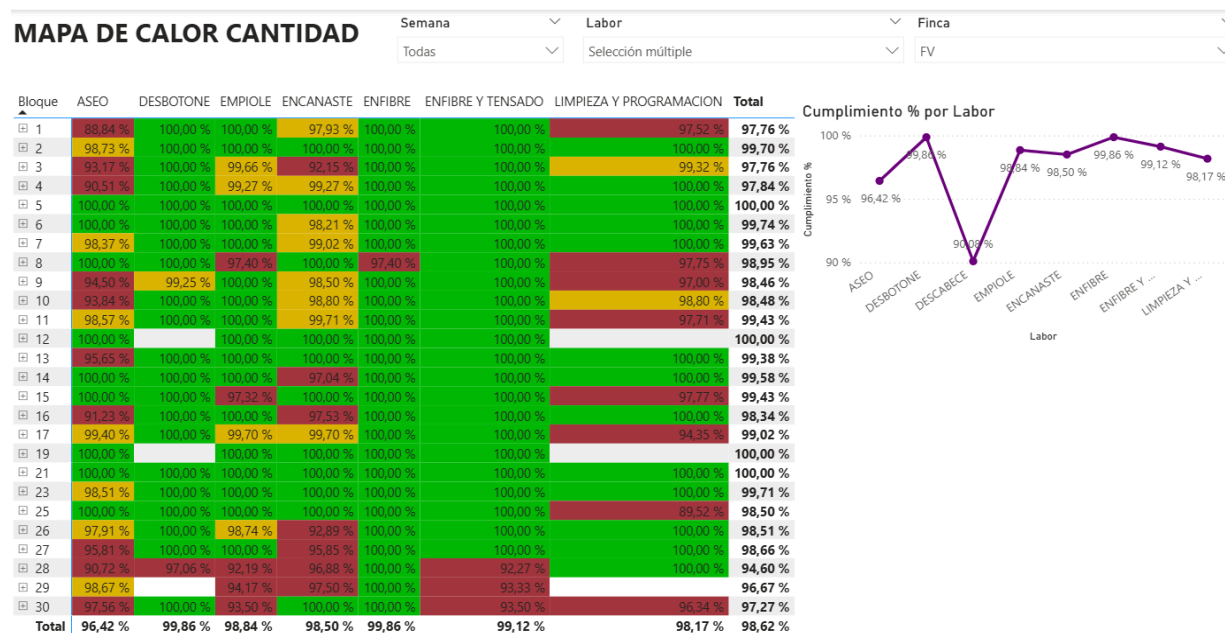 MAPA DE CALOR CANTIDAD
Semana
Todas
Labor
Selección múltiple
Finca
FV
Bloque ASEO DESBOTONE EMPIOLE ENCANASTE ENFIBRE ENFIBRE Y TENSADO LIMPIEZA Y PROGRAMACION Total
1 88,84 % 100,00 % 100,00 % 97,93 % 100,00 % 100,00 % 97,52 % 97,76 %
2 98,73 % 100,00 % 100,00 % 100,00 % 100,00 % 100,00 % 100,00 % 99,70 %
3 93,17 % 100,00 % 99,66 % 92,15 % 100,00 % 100,00 % 99,32 % 97,76 %
4 90,51 % 100,00 % 99,27 % 99,27 % 100,00 % 100,00 % 100,00 % 97,84 %
5 100,00 % 100,00 % 100,00 % 100,00 % 100,00 % 100,00 % 100,00 % 100,00 %
6 100,00 % 100,00 % 100,00 % 98,21 % 100,00 % 100,00 % 100,00 % 99,74 %
7 98,37 % 100,00 % 100,00 % 99,02 % 100,00 % 100,00 % 100,00 % 99,63 %
8 100,00 % 100,00 % 97,40 % 100,00 % 97,40 % 100,00 % 97,75 % 98,95 %
9 94,50 % 99,25 % 100,00 % 98,50 % 100,00 % 100,00 % 97,00 % 98,46 %
10 93,84 % 100,00 % 100,00 % 98,80 % 100,00 % 100,00 % 98,80 % 98,48 %
11 98,57 % 100,00 % 100,00 % 99,71 % 100,00 % 100,00 % 97,71 % 99,43 %
12 100,00 % 100,00 % 100,00 % 100,00 % 100,00 % 100,00 %
13 95,65 % 100,00 % 100,00 % 100,00 % 100,00 % 100,00 % 100,00 % 99,38 %
14 100,00 % 100,00 % 100,00 % 97,04 % 100,00 % 100,00 % 100,00 % 99,58 %
15 100,00 % 100,00 % 97,32 % 100,00 % 100,00 % 100,00 % 97,77 % 99,43 %
16 91,23 % 100,00 % 100,00 % 97,53 % 100,00 % 100,00 % 100,00 % 98,34 %
17 99,40 % 100,00 % 99,70 % 99,70 % 100,00 % 100,00 % 94,35 % 99,02 %
19 100,00 % 100,00 % 100,00 % 100,00 % 100,00 % 100,00 %
21 100,00 % 100,00 % 100,00 % 100,00 % 100,00 % 100,00 % 100,00 % 100,00 %
23 98,51 % 100,00 % 100,00 % 100,00 % 100,00 % 100,00 % 100,00 % 99,71 %
25 100,00 % 100,00 % 100,00 % 100,00 % 100,00 % 100,00 % 89,52 % 98,50 %
26 97,91 % 100,00 % 98,74 % 92,89 % 100,00 % 100,00 % 100,00 % 98,51 %
27 95,81 % 100,00 % 100,00 % 95,85 % 100,00 % 100,00 % 100,00 % 98,66 %
28 90,72 % 97,06 % 92,19 % 96,88 % 100,00 % 92,27 % 100,00 % 94,60 %
29 98,67 % 94,17 % 97,50 % 100,00 % 93,33 % 96,67 %
30 97,56 % 100,00 % 93,50 % 97,27 % 100,00 % 93,50 % 96,34 % 97,27 %
Total 96,42 % 99,86 % 98,84 % 98,50 % 99,86 % 99,12 % 98,17 % 98,62 %
Cumplimiento % por Labor
Cumplimiento %
100 %
95 %
90 %
96,42 %
99,86 %
90,08 %
98,84 %
98,50 %
99,86 %
99,12 %
98,17 %
ASEO
DESBOTONE
DESCABECE
EMPIOLE
ENCANASTE
ENFIBRE
ENFIBRE Y ...
LIMPIEZA Y ...
Labor